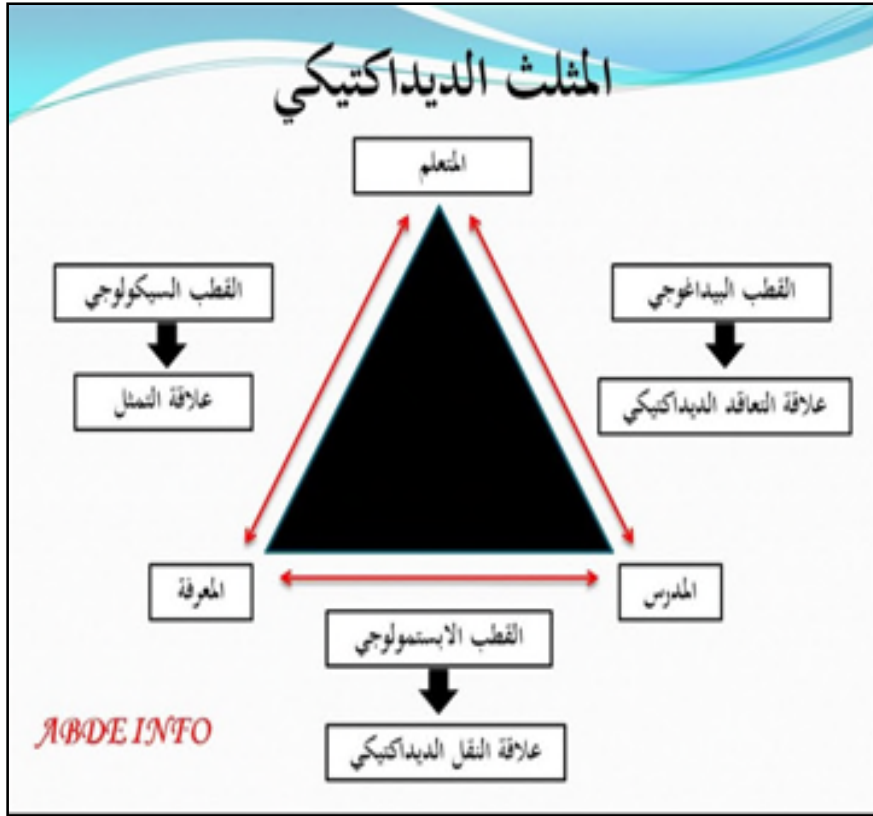 المثلث الديداكتيكي
المتعلم
القطب البيداغوجي
القطب السيكولوجي
علاقة التعاقد الديداكتيكي
علاقة التمثل
المدرس
المعرفة
القطب الابستمولوجي
علاقة النقل الديداكتيكي
ABDE INFO